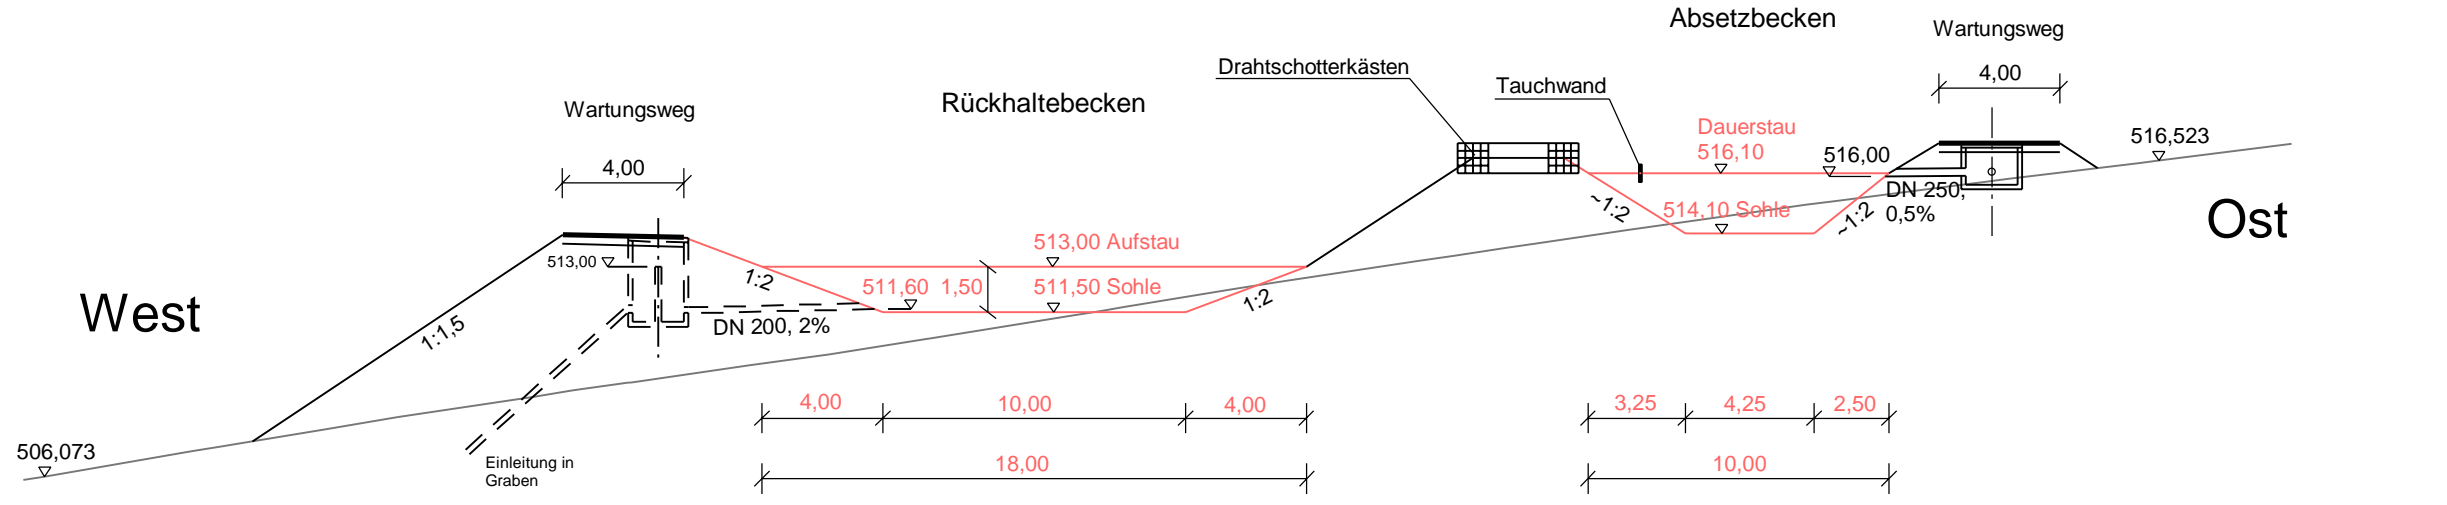 Absetzbecken
Wartungsweg
Drahtschotterkästen
4,00
Tauchwand
Rückhaltebecken
Wartungsweg
Dauerstau
516,10
516,00
516,523
4,00
DN 250,
0,5%
~1:2
514,10 Sohle
~1:2
Ost
513,00 Aufstau
513,00
1:2
511,60
1,50
511,50 Sohle
1:2
West
1:1,5
DN 200, 2%
4,00
10,00
4,00
3,25
4,25
2,50
506,073
Einleitung in
Graben
18,00
10,00